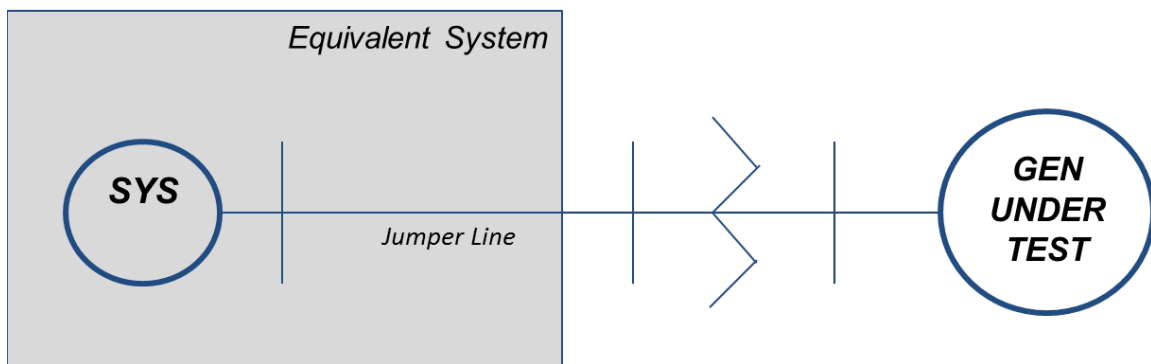 Equivalent System
SYS
Jumper Line
GEN
UNDER
TEST